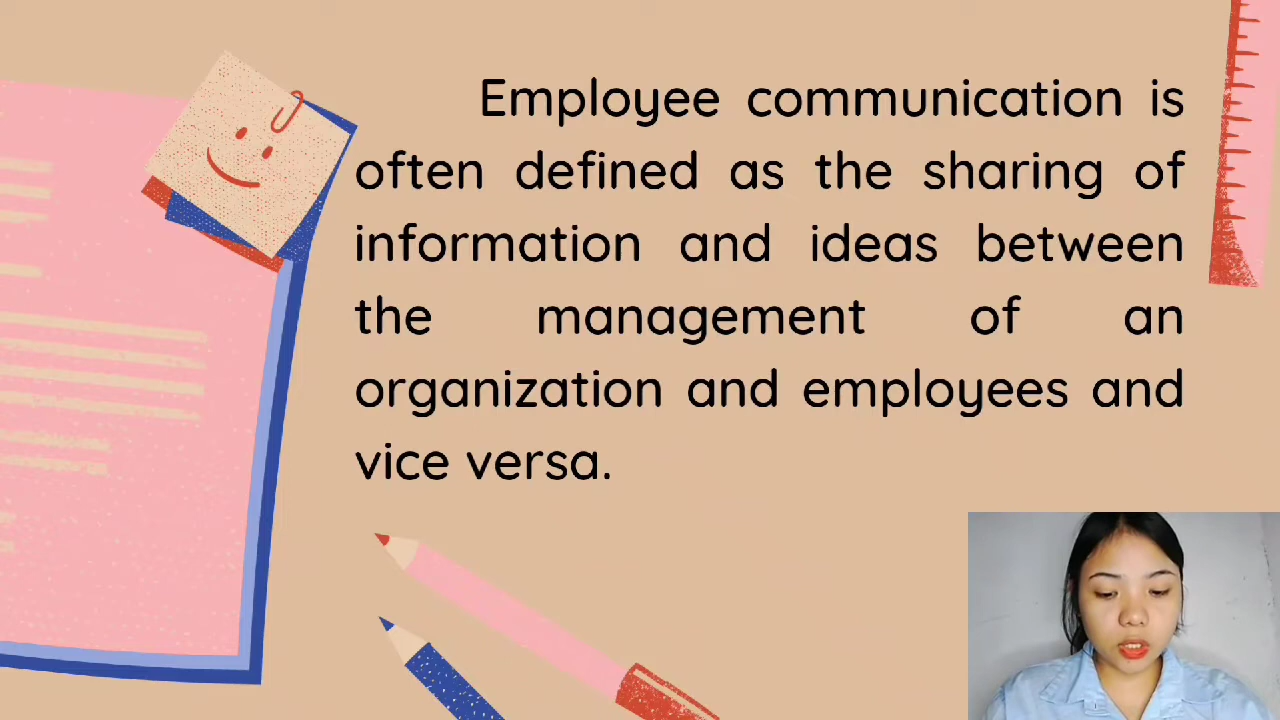 Employee communication is
often defined as the sharing of
information and ideas between
the management of an
organization and employees and
vice versa.